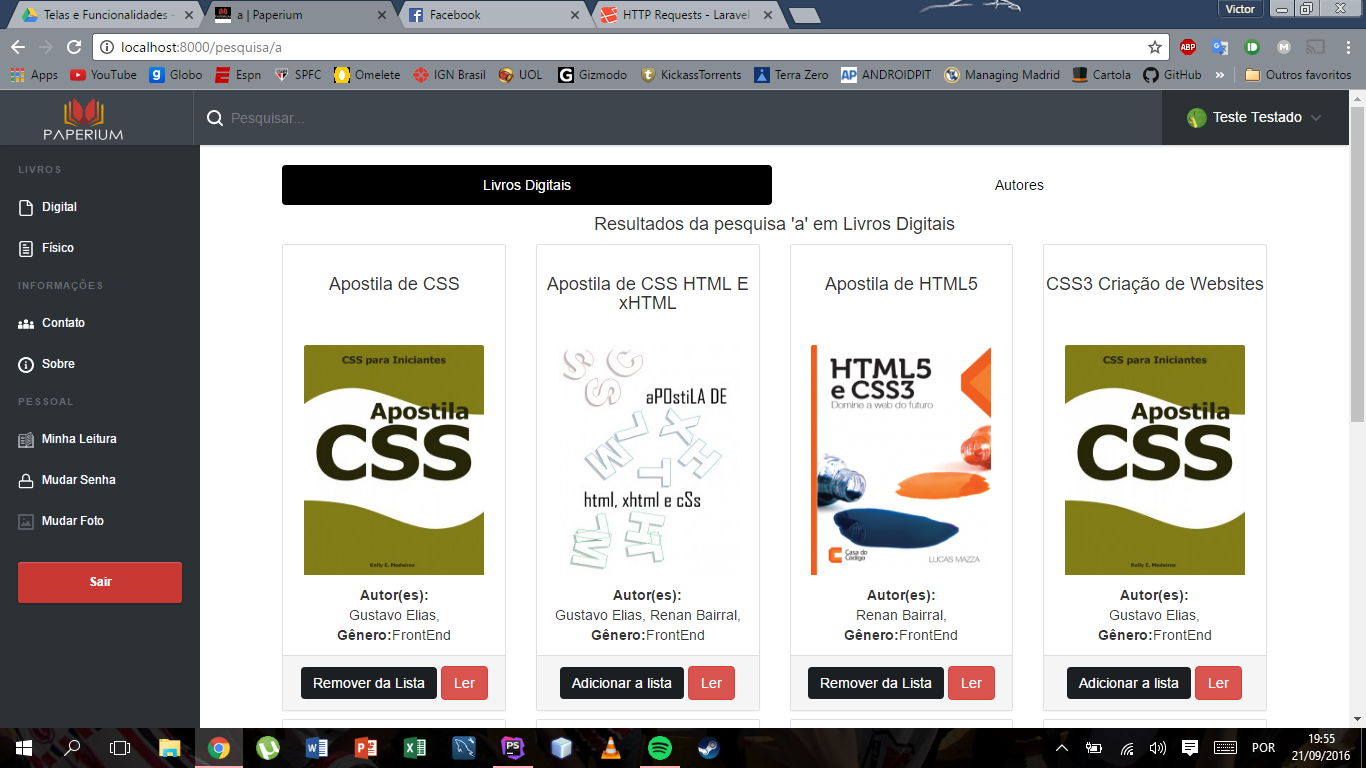 Telas e Funcionalidades -
a | Paperium
Facebook
HTTP Requests - Laravel
Victor
localhost:8000/pesquisa/a
ABP
Apps
YouTube
Globo
Espn
SPFC
Omelete
IGN Brasil
UOL
Gizmodo
KickassTorrents
Terra Zero
ANDROIDPIT
Managing Madrid
Cartola
GitHub
»
Outros favoritos
PAPERIUM
Pesquisar...
Teste Testado
LIVROS
Digital
Físico
INFORMAÇÕES
Contato
Sobre
PESSOAL
Minha Leitura
Mudar Senha
Mudar Foto
Sair
Livros Digitais
Autores
Resultados da pesquisa 'a' em Livros Digitais
Apostila de CSS
CSS para Iniciantes
Apostila
CSS
Kelly E. Medeiros
Autor(es):
Gustavo Elias,
Gênero:FrontEnd
Remover da Lista
Ler
Apostila de CSS HTML E
xHTML
aPOstiLA DE
html, xhtml e cSs
Autor(es):
Gustavo Elias, Renan Bairral,
Gênero:FrontEnd
Adicionar a lista
Ler
Apostila de HTML5
HTML5
e CSS3
Domine a web do futuro
Casa do
Código
LUCAS MAZZA
Autor(es):
Renan Bairral,
Gênero:FrontEnd
Remover da Lista
Ler
CSS3 Criação de Websites
CSS para Iniciantes
Apostila
CSS
Kelly E. Medeiros
Autor(es):
Gustavo Elias,
Gênero:FrontEnd
Adicionar a lista
Ler
POR
19:55
21/09/2016